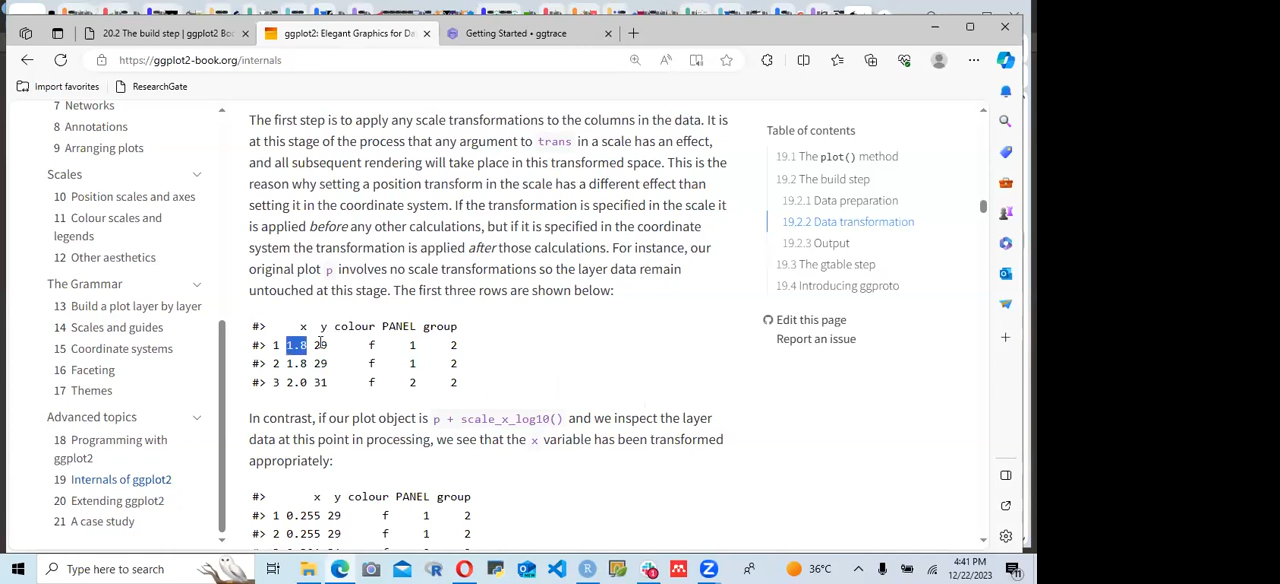 20.2 The build step | ggplot2 Boo
ggplot2: Elegant Graphics for Da
Getting Started • ggtrace
https://ggplot2-book.org/internals
Import favorites
ResearchGate
7 Networks
8 Annotations
9 Arranging plots
Scales
10 Position scales and axes
11 Colour scales and
legends
12 Other aesthetics
The Grammar
13 Build a plot layer by layer
14 Scales and guides
15 Coordinate systems
16 Faceting
17 Themes
Advanced topics
18 Programming with
ggplot2
19 Internals of ggplot2
20 Extending ggplot2
21 A case study
The first step is to apply any scale transformations to the columns in the data. It is
at this stage of the process that any argument to trans in a scale has an effect,
and all subsequent rendering will take place in this transformed space. This is the
reason why setting a position transform in the scale has a different effect than
setting it in the coordinate system. If the transformation is specified in the scale it
is applied before any other calculations, but if it is specified in the coordinate
system the transformation is applied after those calculations. For instance, our
original plot p involves no scale transformations so the layer data remain
untouched at this stage. The first three rows are shown below:
#> x y colour PANEL group
#> 1 1.8 29 f 1 2
#> 2 1.8 29 f 1 2
#> 3 2.0 31 f 2 2
In contrast, if our plot object is p + scale_x_log10() and we inspect the layer
data at this point in processing, we see that the x variable has been transformed
appropriately:
#> x y colour PANEL group
#> 1 0.255 29 f 1 2
#> 2 0.255 29 f 1 2
Table of contents
19.1 The plot() method
19.2 The build step
19.2.1 Data preparation
19.2.2 Data transformation
19.2.3 Output
19.3 The gtable step
19.4 Introducing ggproto
Edit this page
Report an issue
Type here to search
36°C
4:41 PM
12/22/2023